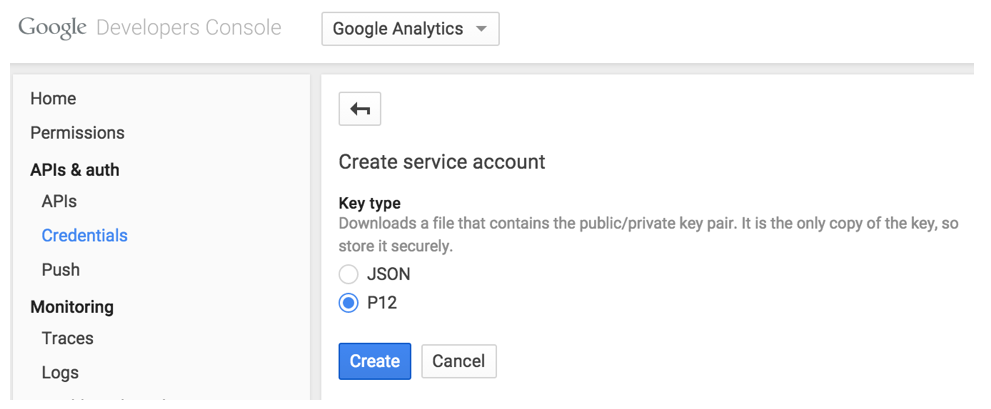 Google Developers Console
Google Analytics
Home
Permissions
APIs & auth
APIs
Credentials
Push
Monitoring
Traces
Logs
Create service account
Key type
Downloads a file that contains the public/private key pair. It is the only copy of the key, so
store it securely.
JSON
P12
Create Cancel